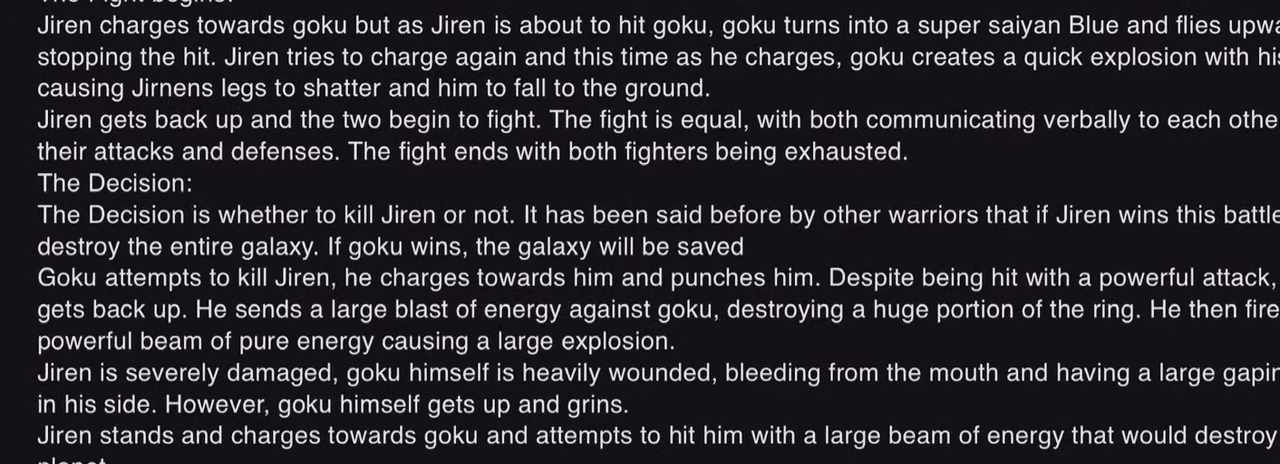 The Fight begins:
Jiren charges towards goku but as Jiren is about to hit goku, goku turns into a super saiyan Blue and flies
stopping the hit. Jiren tries to charge again and this time as he charges, goku creates a quick explosion with
causing Jirnens legs to shatter and him to fall to the ground.
Jiren gets back up and the two begin to fight. The fight is equal, with both communicating verbally to each
their attacks and defenses. The fight ends with both fighters being exhausted.
The Decision:
The Decision is whether to kill Jiren or not. It has been said before by other warriors that if Jiren wins this
destroy the entire galaxy. If goku wins, the galaxy will be saved
Goku attempts to kill Jiren, he charges towards him and punches him. Despite being hit with a powerful attack,
gets back up. He sends a large blast of energy against goku, destroying a huge portion of the ring. He then
powerful beam of pure energy causing a large explosion.
Jiren is severely damaged, goku himself is heavily wounded, bleeding from the mouth and having a large
in his side. However, goku himself gets up and grins.
Jiren stands and charges towards goku and attempts to hit him with a large beam of energy that would destroy